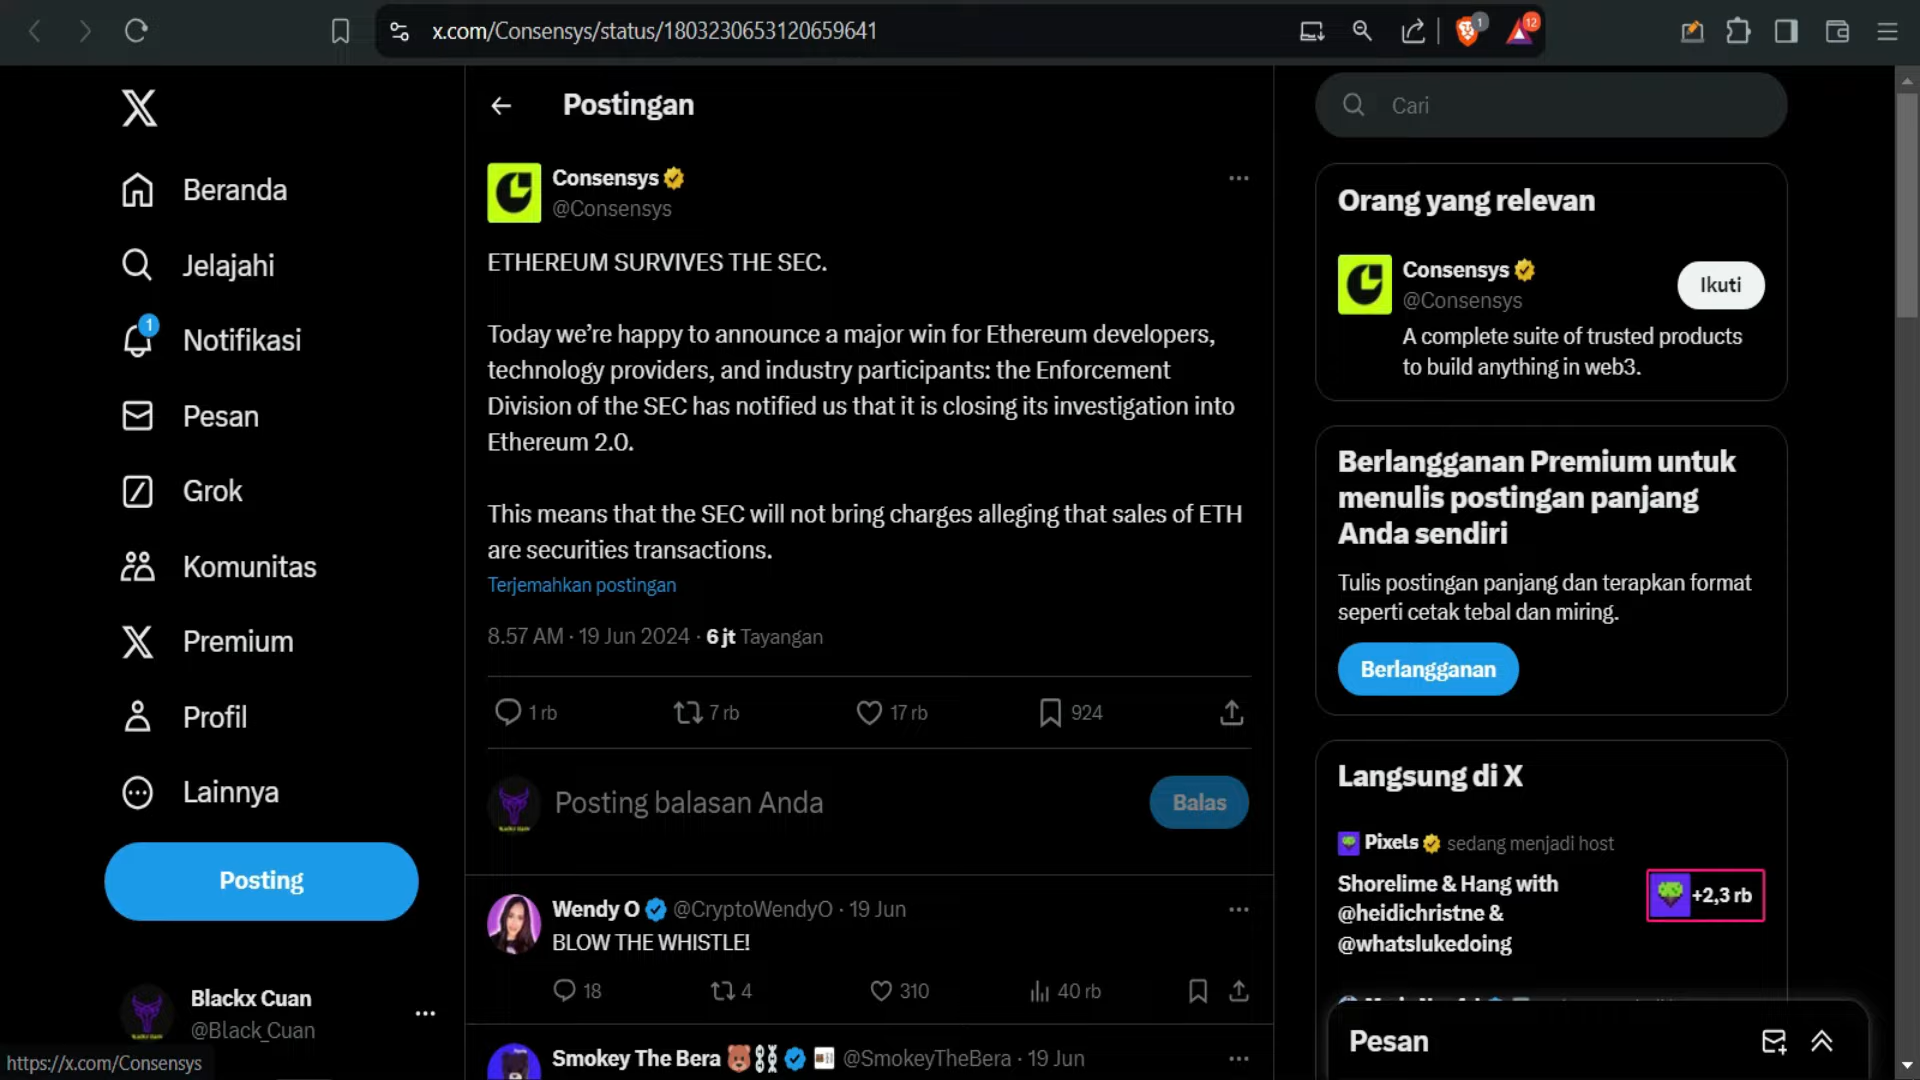 x.com/Consensys/status/1803230653120659641
1
12
Beranda
Jelajahi
1
Notifikasi
Pesan
Grok
Komunitas
Premium
Profil
Lainnya
Posting
Blackx Cuan
@Black_Cuan
https://x.com/Consensys
Postingan
Consensys
@Consensys
ETHEREUM SURVIVES THE SEC.
Today we’re happy to announce a major win for Ethereum developers,
technology providers, and industry participants: the Enforcement
Division of the SEC has notified us that it is closing its investigation into
Ethereum 2.0.
This means that the SEC will not bring charges alleging that sales of ETH
are securities transactions.
Terjemahkan postingan
8.57 AM · 19 Jun 2024 · 6 jt Tayangan
1 rb 7 rb 17 rb 924
Posting balasan Anda
Balas
Wendy O @CryptoWendyO · 19 Jun
BLOW THE WHISTLE!
18 4 310 40 rb
Smokey The Bera @SmokeyTheBera · 19 Jun
Cari
Orang yang relevan
Consensys
@Consensys
Ikuti
A complete suite of trusted products
to build anything in web3.
Berlangganan Premium untuk
menulis postingan panjang
Anda sendiri
Tulis postingan panjang dan terapkan format
seperti cetak tebal dan miring.
Berlangganan
Langsung di X
Pixels sedang menjadi host
Shorelime & Hang with
@heidichristne &
@whatslukedoing
+2,3 rb
Pesan